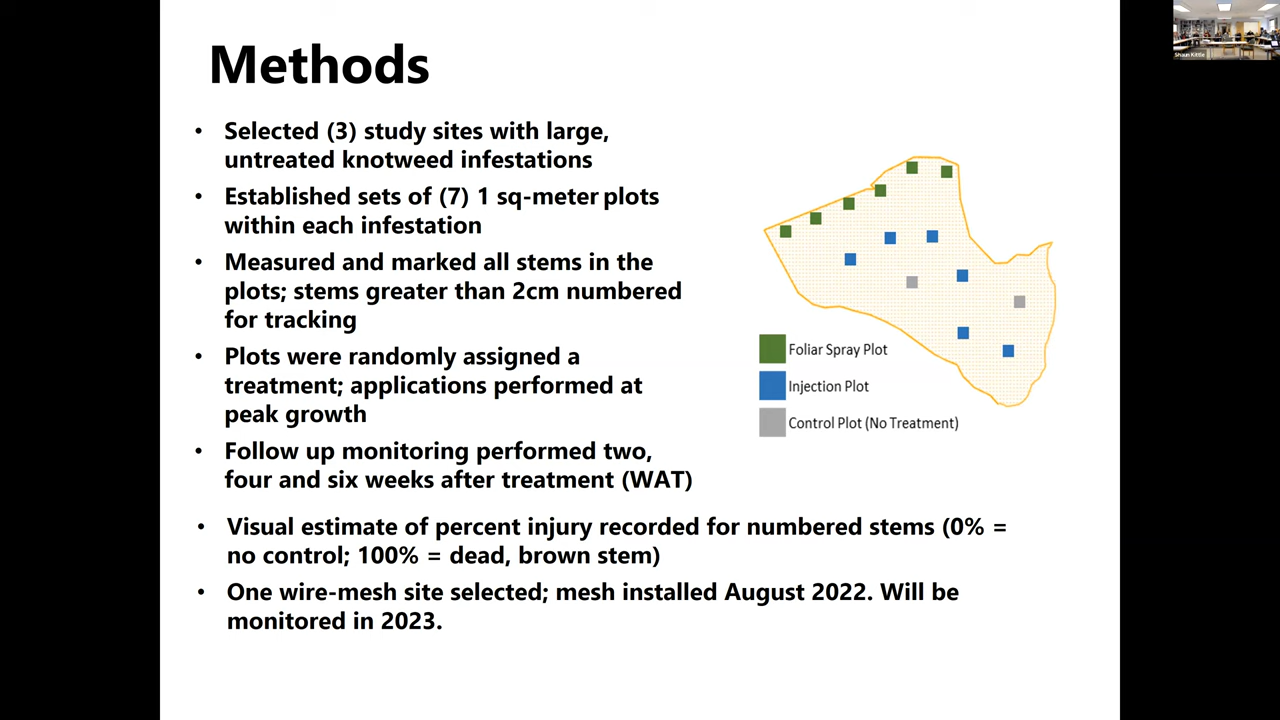 Methods
• Selected (3) study sites with large,
untreated knotweed infestations
• Established sets of (7) 1 sq-meter plots
within each infestation
• Measured and marked all stems in the
plots; stems greater than 2cm numbered
for tracking
• Plots were randomly assigned a
treatment; applications performed at
peak growth
• Follow up monitoring performed two,
four and six weeks after treatment (WAT)
• Visual estimate of percent injury recorded for numbered stems (0% =
no control; 100% = dead, brown stem)
• One wire-mesh site selected; mesh installed August 2022. Will be
monitored in 2023.
Foliar Spray Plot
Injection Plot
Control Plot (No Treatment)
Shaun Kittle